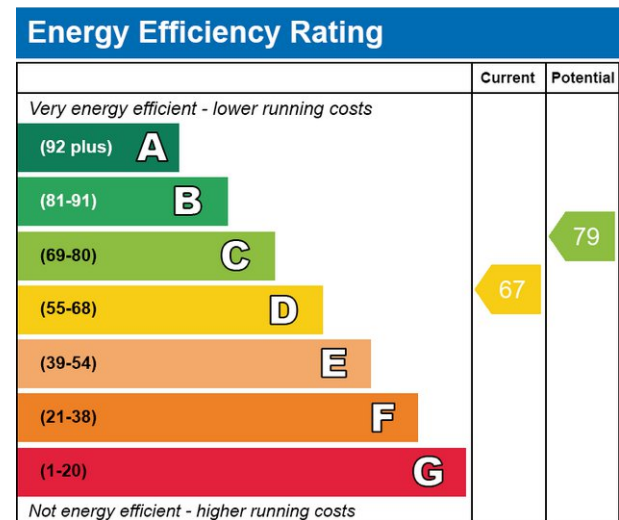 Energy Efficiency Rating
Current Potential
Very energy efficient - lower running costs
(92 plus) A
(81-91) B
(69-80) C
79
(55-68) D
67
(39-54) E
(21-38) F
(1-20) G
Not energy efficient - higher running costs